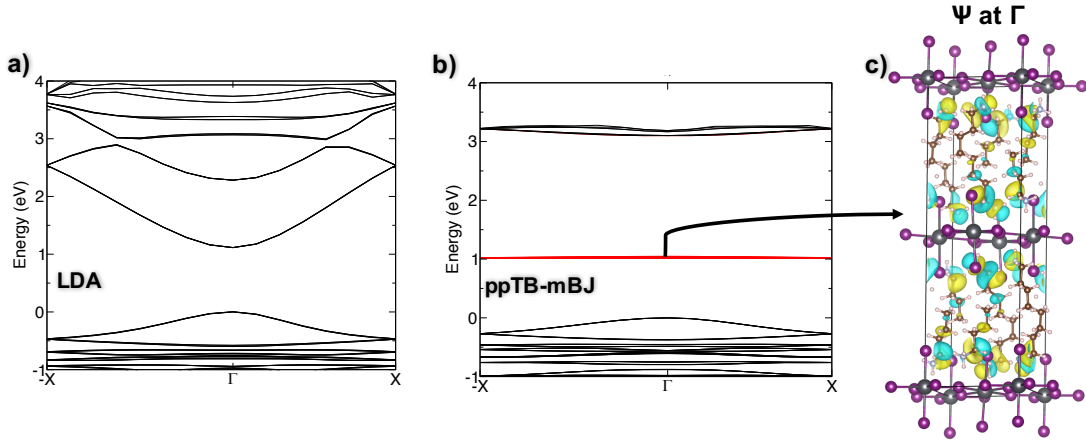 Ψ at Γ
a)
b)
c)
4
3
2
1
0
-1
Energy (eV)
LDA
-X
Γ
X
4
3
2
1
0
-1
Energy (eV)
ppTB-mBJ
-X
Γ
X